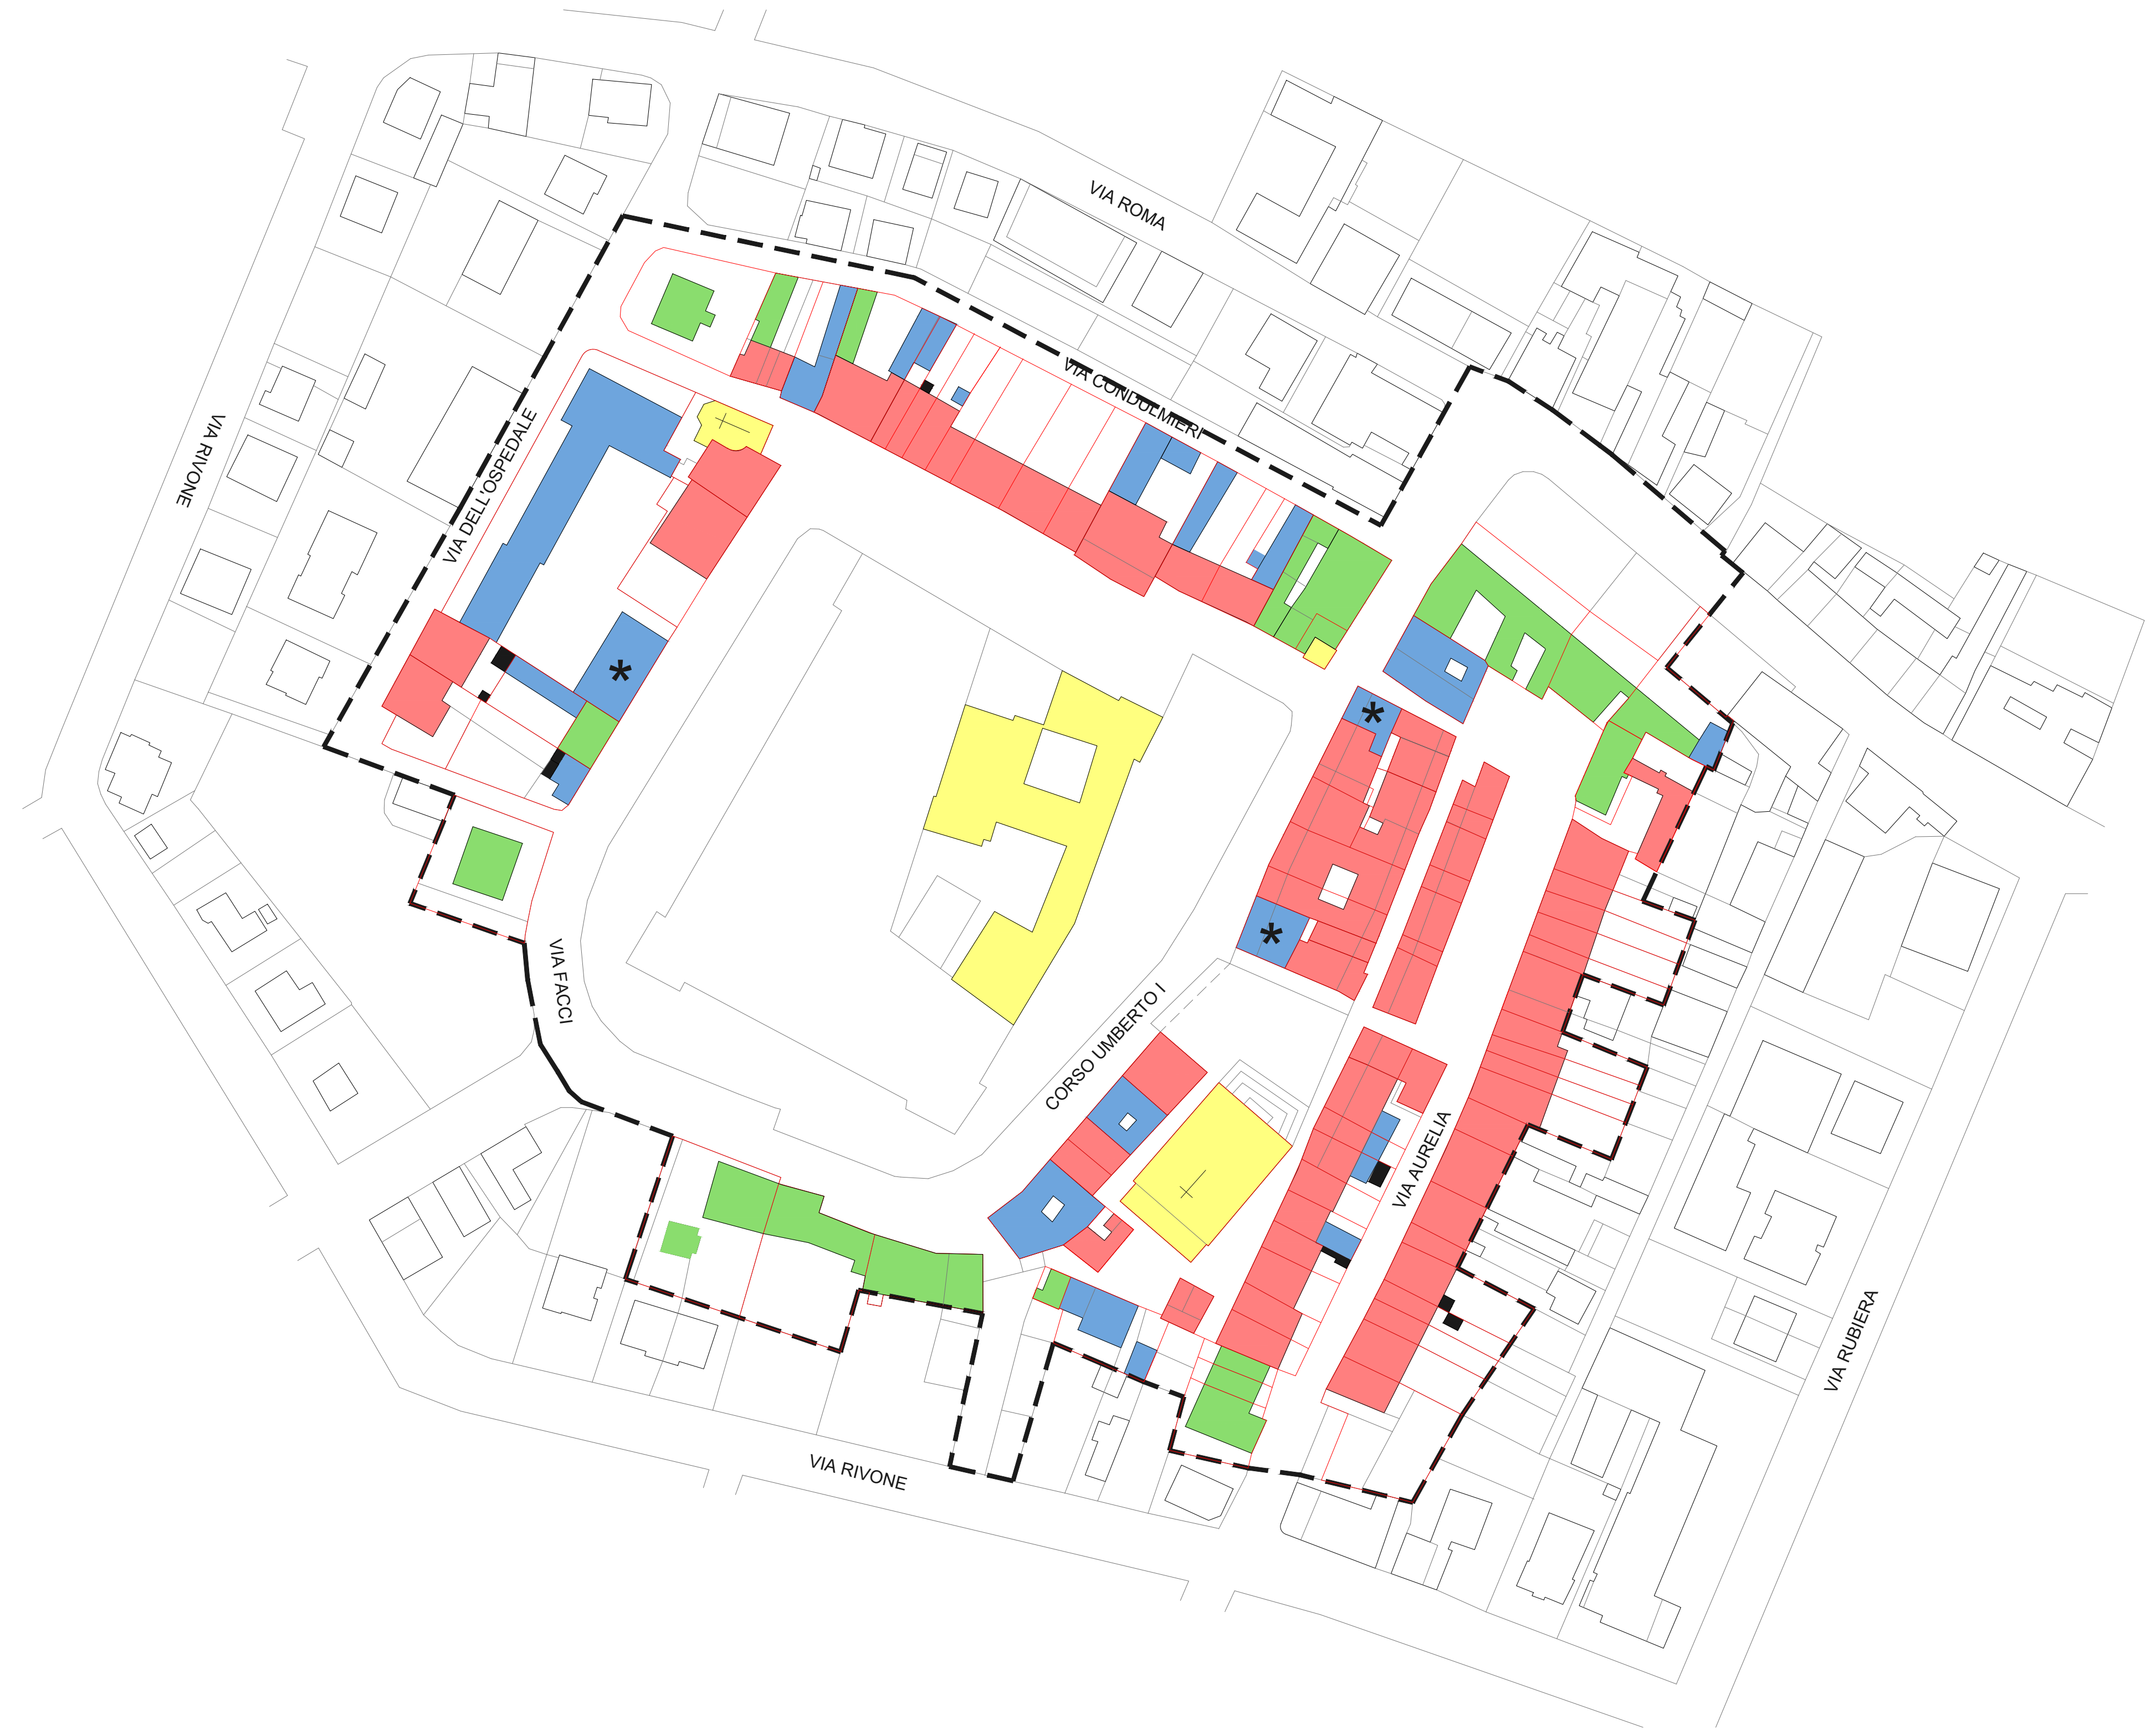 VIA ROMA
VIA CONDULMIERI
VIA RIVONE
VIA DELL'OSPEDALE
*
*
*
VIA FACCI
CORSO UMBERTO I
VIA AURELIA
VIA RUBIERA
VIA RIVONE